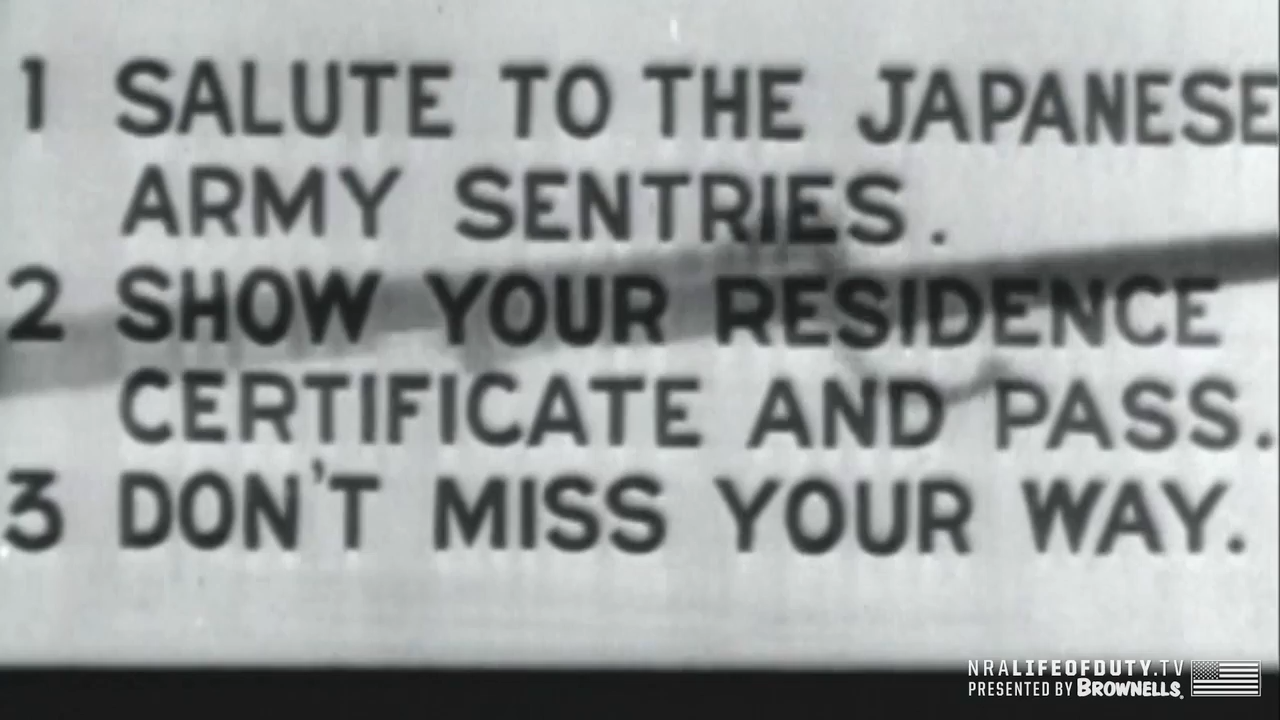 1 SALUTE TO THE JAPANESE
ARMY SENTRIES.
2 SHOW YOUR RESIDENCE
CERTIFICATE AND PASS.
3 DON'T MISS YOUR WAY.
NRALIFEOFDUTY.TV
PRESENTED BY BROWNELLS